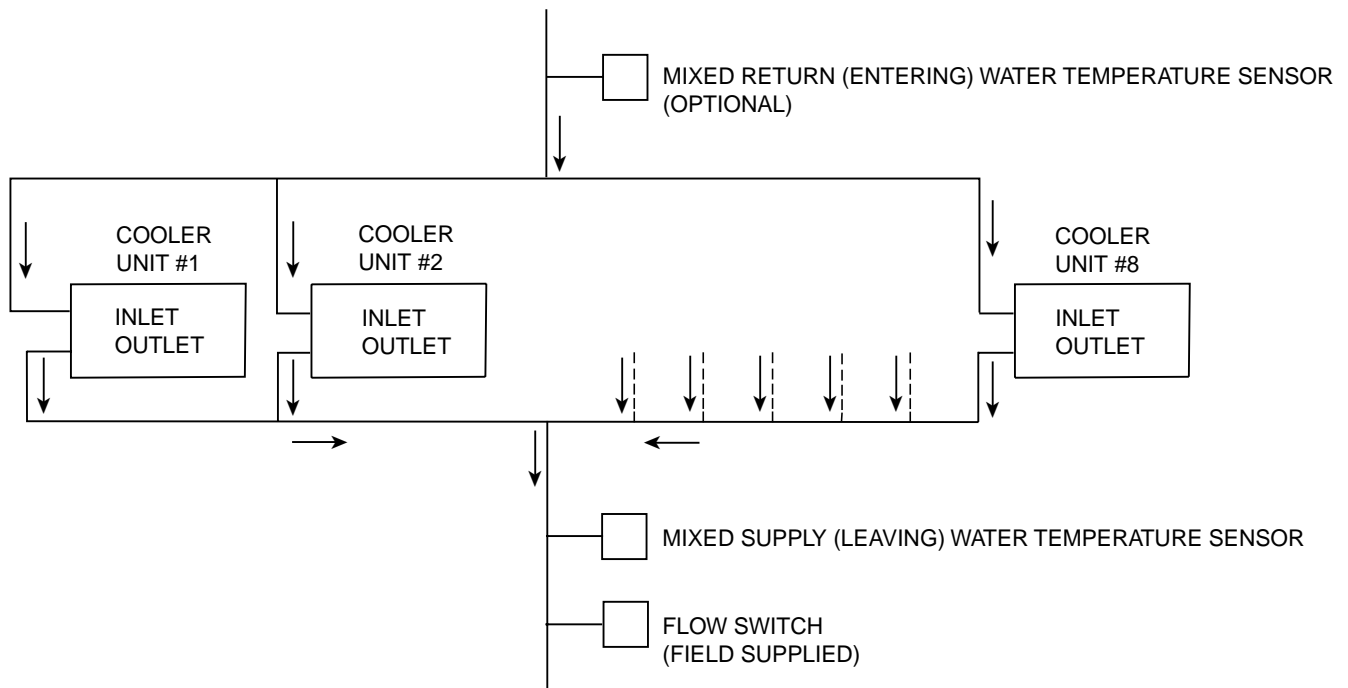 MIXED RETURN (ENTERING) WATER TEMPERATURE SENSOR
(OPTIONAL)
COOLER
UNIT #1
INLET
OUTLET
COOLER
UNIT #2
INLET
OUTLET
COOLER
UNIT #8
INLET
OUTLET
MIXED SUPPLY (LEAVING) WATER TEMPERATURE SENSOR
FLOW SWITCH
(FIELD SUPPLIED)